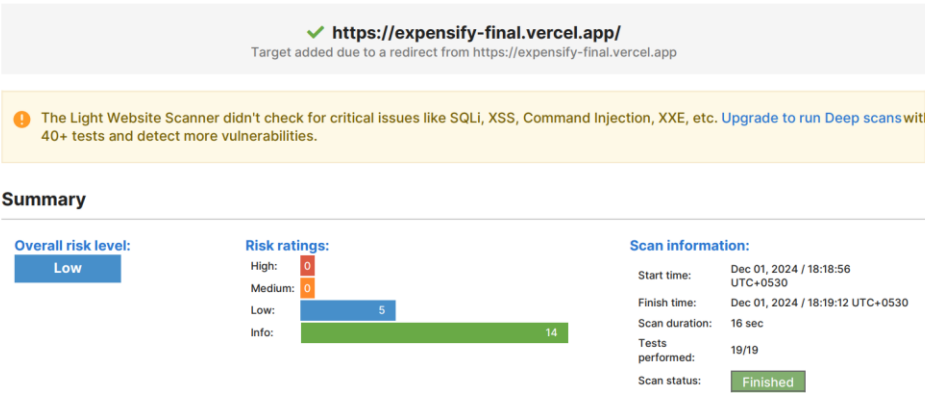 https://expensify-final.vercel.app/
Target added due to a redirect from https://expensify-final.vercel.app
The Light Website Scanner didn't check for critical issues like SQLi, XSS, Command Injection, XXE, etc. Upgrade to run Deep scans with
40+ tests and detect more vulnerabilities.
Summary
Overall risk level:
Low
Risk ratings:
High: 0
Medium: 0
Low: 5
Info: 14
Scan information:
Start time: Dec 01, 2024 / 18:18:56
UTC+0530
Finish time: Dec 01, 2024 / 18:19:12 UTC+0530
Scan duration: 16 sec
Tests
performed: 19/19
Scan status: Finished